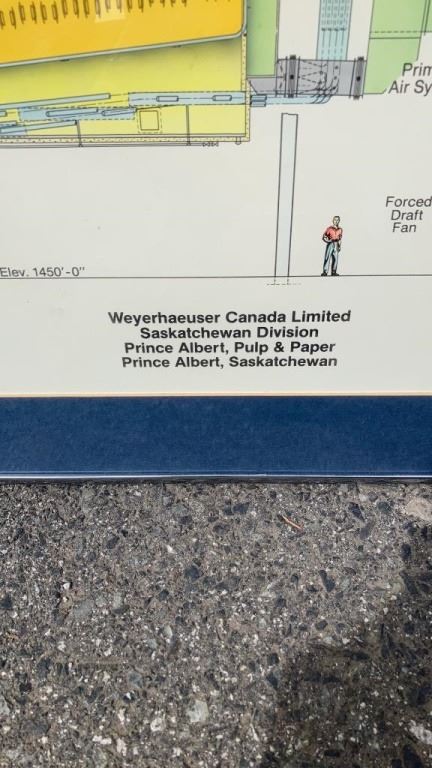 Prim
Air Sy
Forced
Draft
Fan
Elev. 1450'-0"
Weyerhaeuser Canada Limited
Saskatchewan Division
Prince Albert, Pulp & Paper
Prince Albert, Saskatchewan